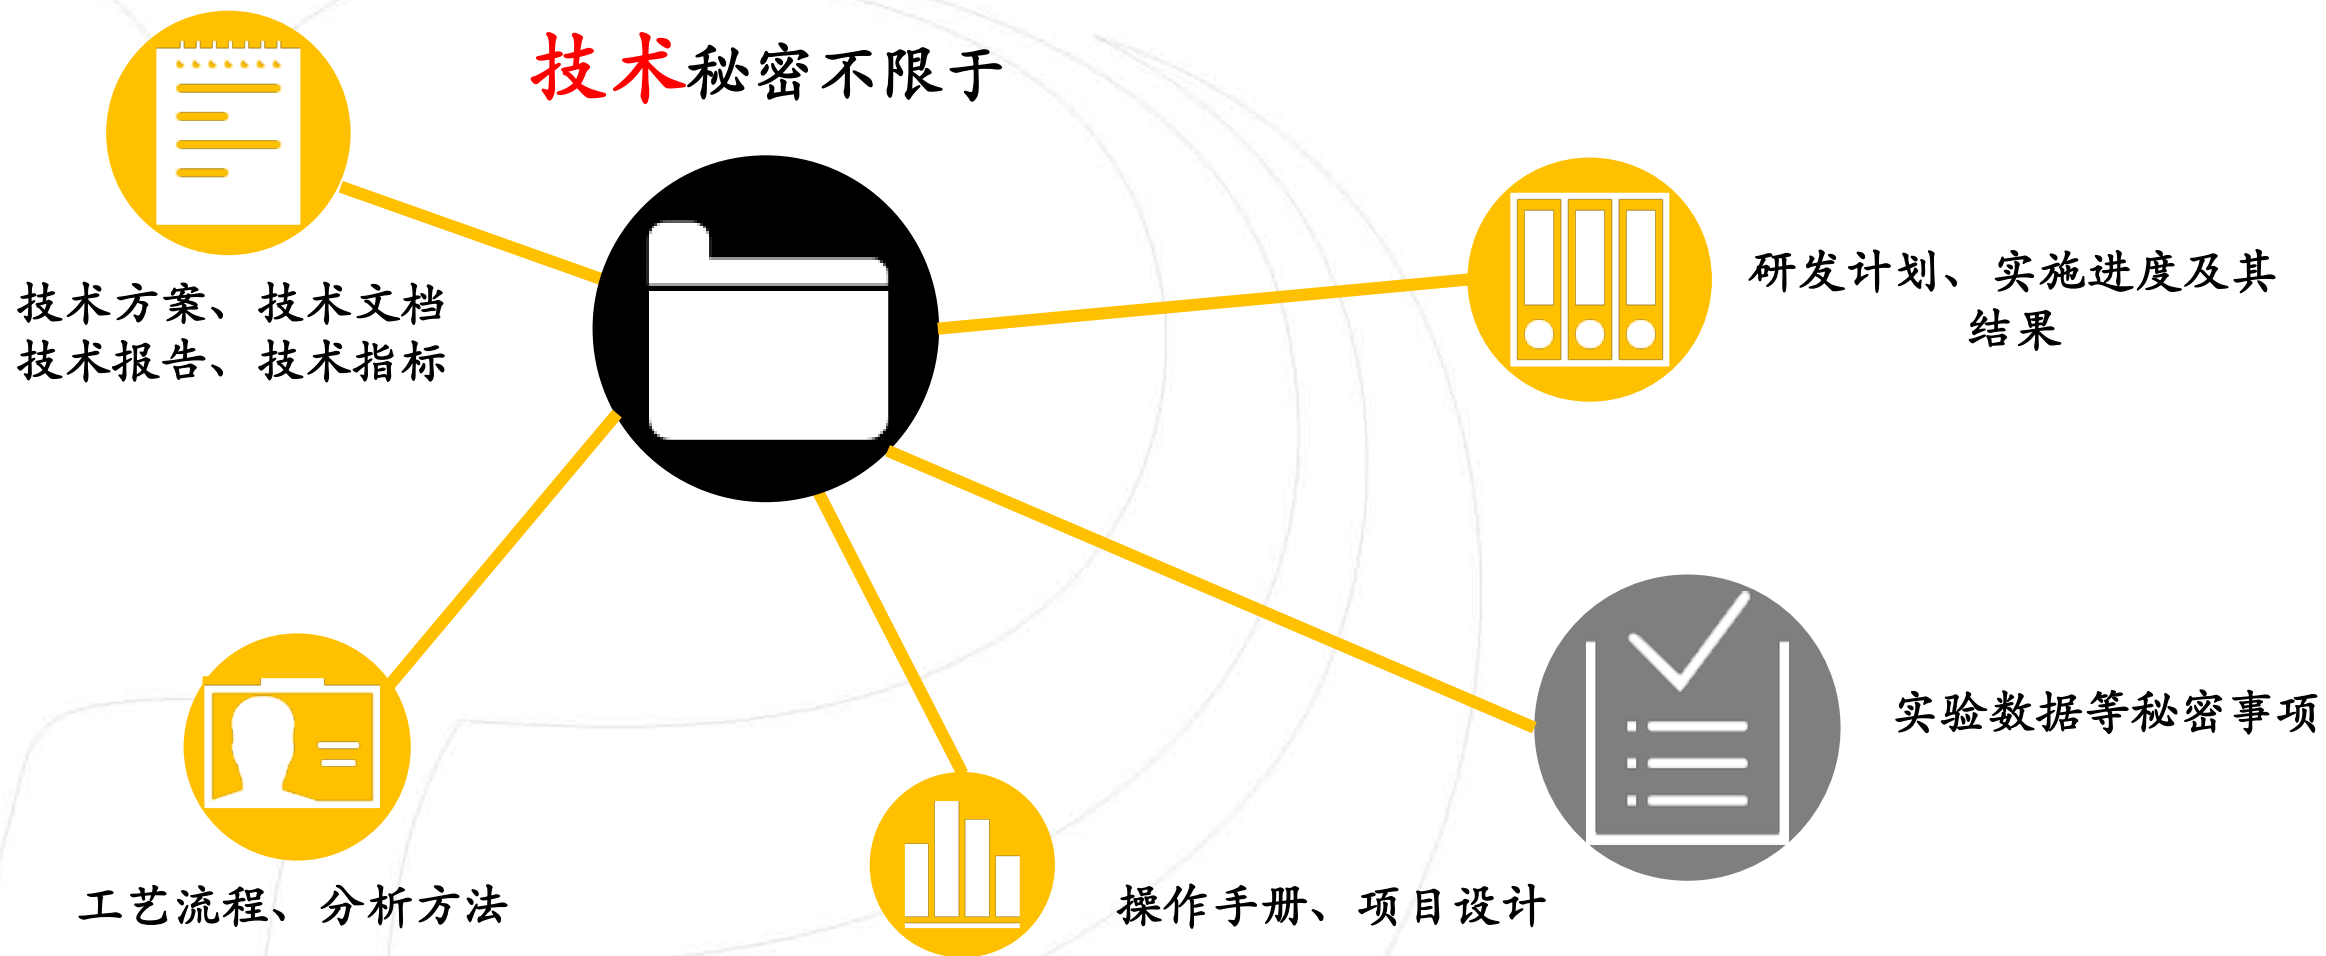 技术秘密不限于
技术方案、技术文档
技术报告、技术指标
研发计划、实施进度及其
结果
实验数据等秘密事项
工艺流程、分析方法
操作手册、项目设计